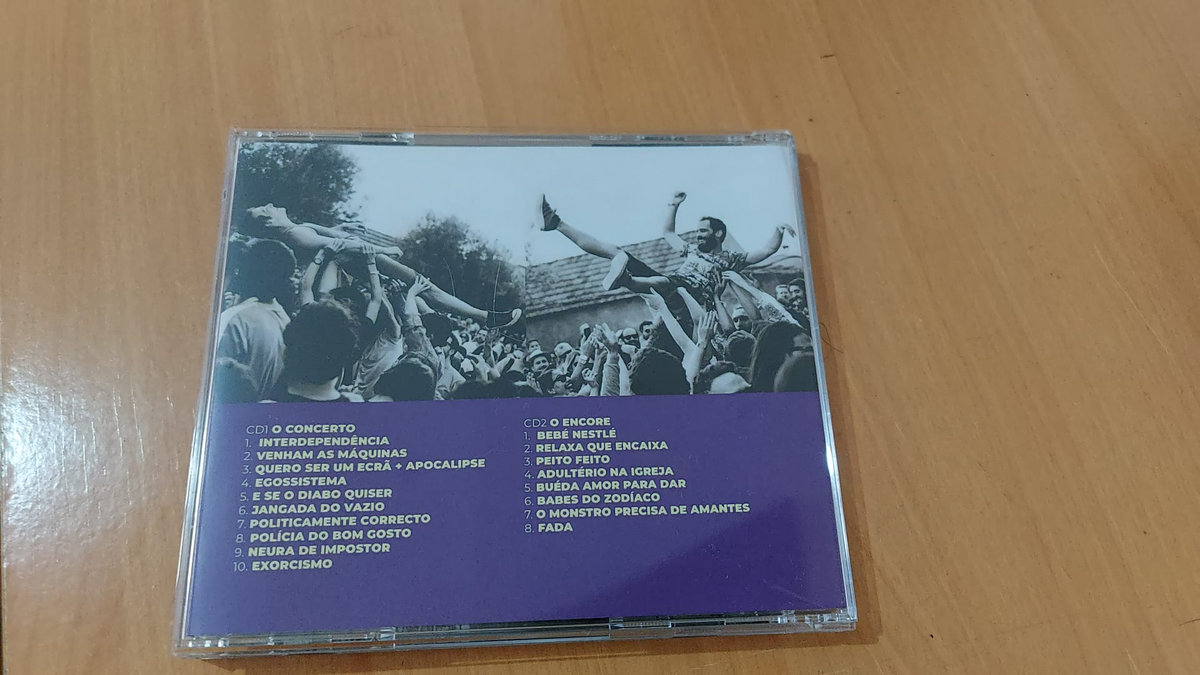 CD1 O CONCERTO
1. INTERDEPENDÊNCIA
2. VENHAM AS MÁQUINAS
3. QUERO SER UM ECRÃ + APOCALIPSE
4. EGOSSISTEMA
5. E SE O DIABO QUISER
6. JANGADA DO VAZIO
7. POLITICAMENTE CORRECTO
8. POLÍCIA DO BOM GOSTO
9. NEURA DE IMPOSTOR
10. EXORCISMO
CD2 O ENCORE
1. BEBÉ NESTLÉ
2. RELAXA QUE ENCAIXA
3. PEITO FEITO
4. ADULTÉRIO NA IGREJA
5. BUÉDA AMOR PARA DAR
6. BABES DO ZODÍACO
7. O MONSTRO PRECISA DE AMANTES
8. FADA